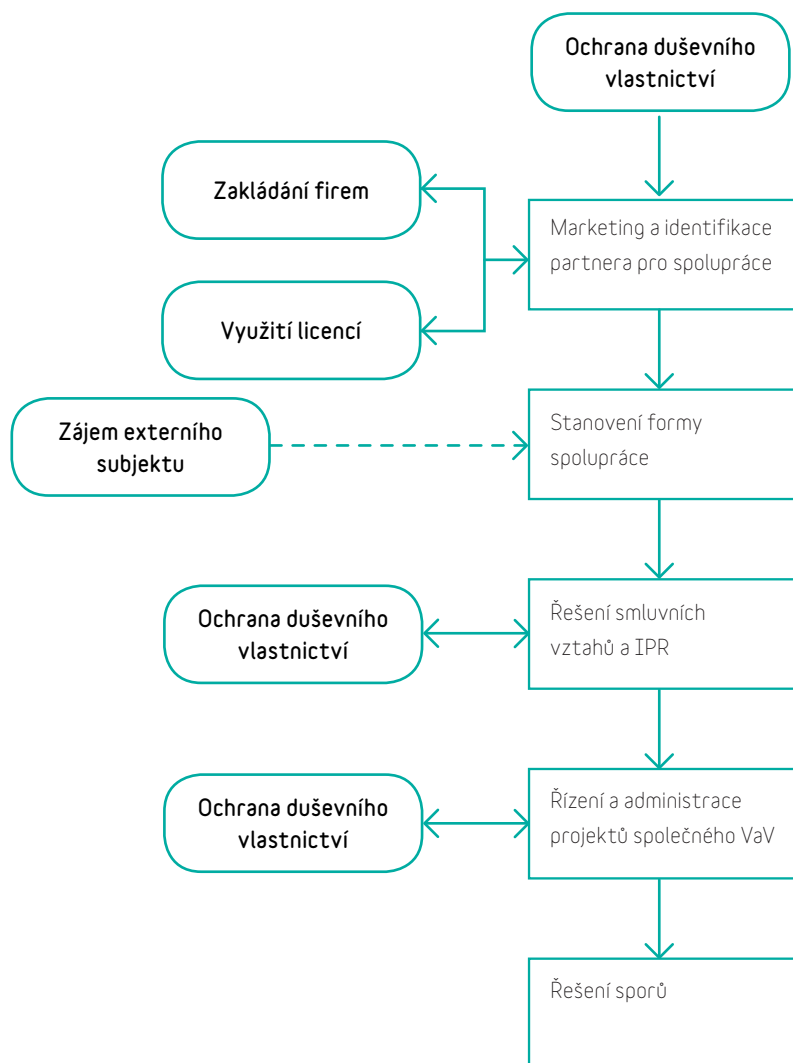 Ochrana duševního
vlastnictví
Zakládání firem
Marketing a identifikace
partnera pro spolupráce
Využití licencí
Zájem externího
subjektu
Stanovení formy
spolupráce
Ochrana duševního
vlastnictví
Řešení smluvních
vztahů a IPR
Ochrana duševního
vlastnictví
Řízení a administrace
projektů společného VaV
Řešení sporů